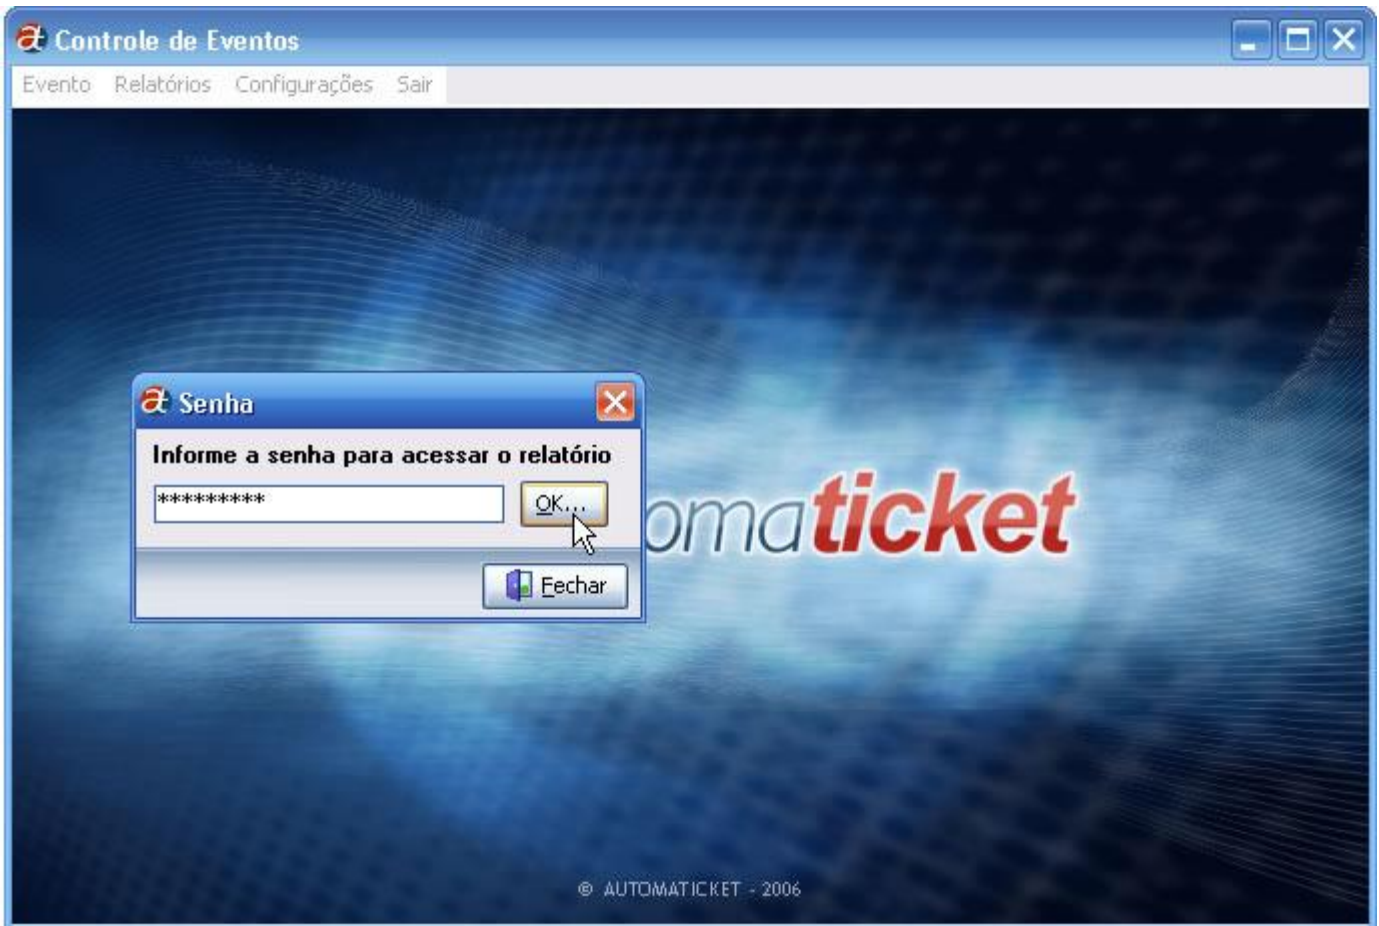 Controle de Eventos
Evento Relatórios Configurações Sair
Senha
Informe a senha para acessar o relatório
*********
OK...
omaticket
Fechar
© AUTOMATICKET - 2006